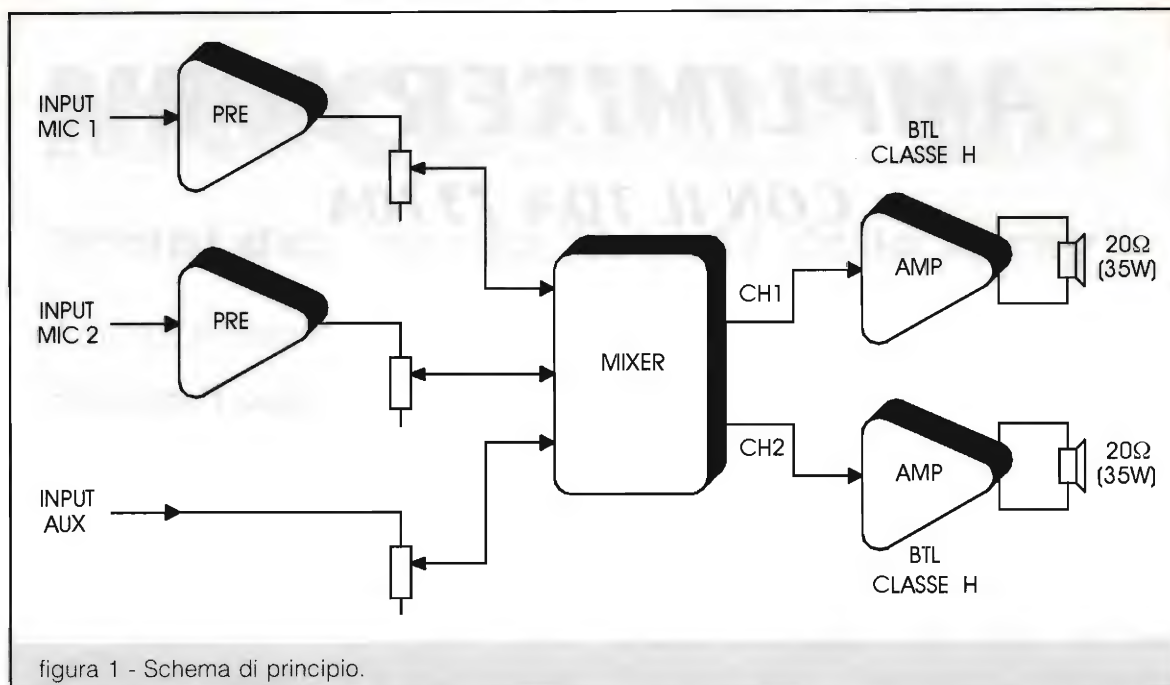 INPUT
MIC 1
PRE
INPUT
MIC 2
PRE
INPUT
AUX
MIXER
CH1
CH2
BTL
CLASSE H
AMP
20Ω
(35W)
AMP
20Ω
(35W)
BTL
CLASSE H
figura 1 - Schema di principio.